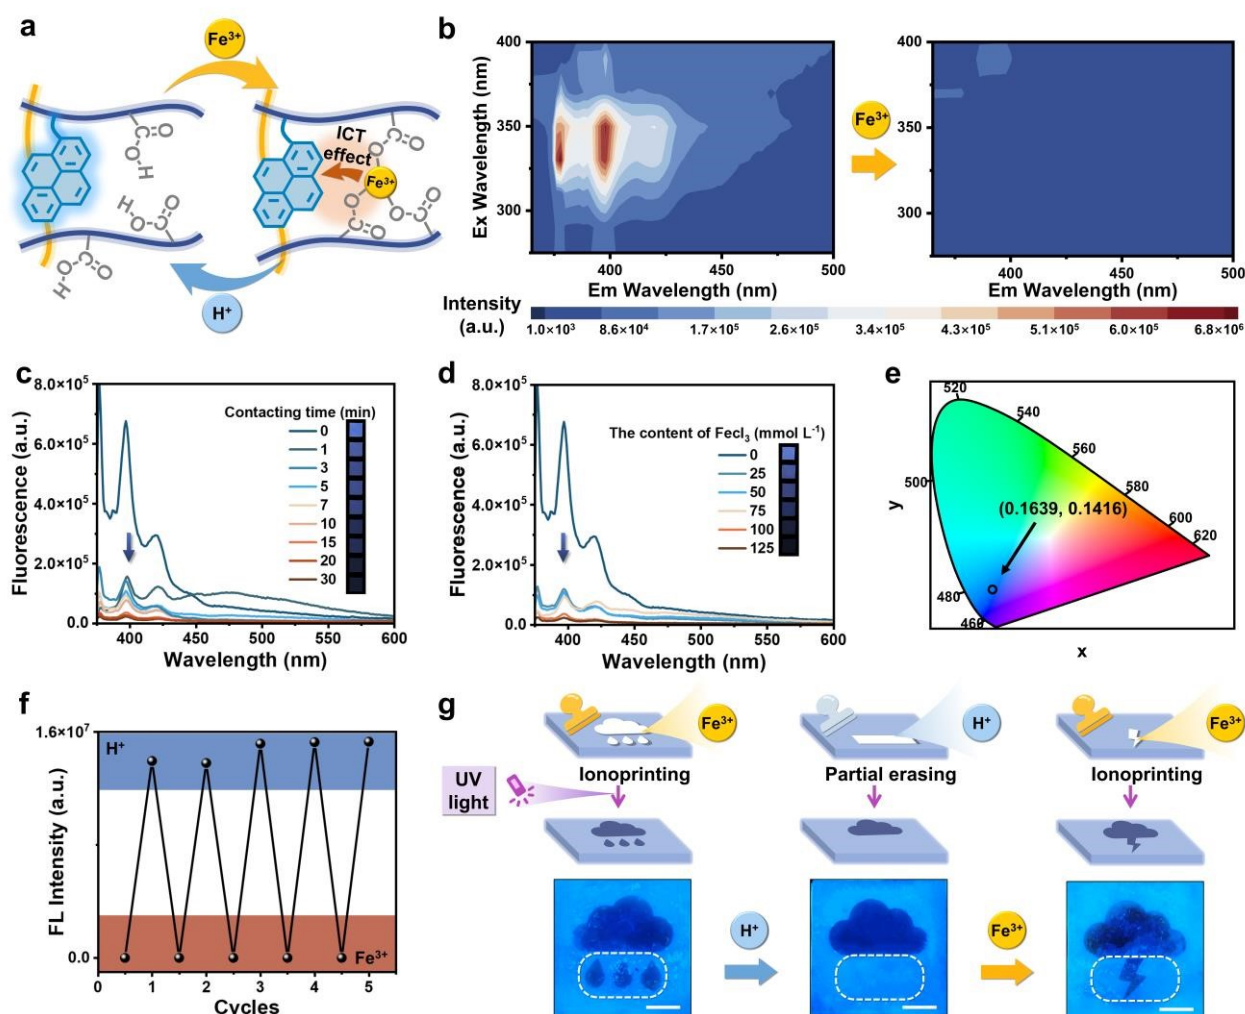 a
Fe³⁺
C
O
O
H
H
O
C
O
C
O
O
H
H⁺
ICT
effect
Fe³⁺
C
O
O
O
O
C
O
O
C
b
Ex Wavelength (nm)
400
350
300
400
450
500
Em Wavelength (nm)
Fe³⁺
400
350
300
400
450
500
Em Wavelength (nm)
Intensity
(a.u.)
1.0×10³
8.6×10⁴
1.7×10⁵
2.6×10⁵
3.4×10⁵
4.3×10⁵
5.1×10⁵
6.0×10⁵
6.8×10⁶
c
Fluorescence (a.u.)
8.0×10⁵
6.0×10⁵
4.0×10⁵
2.0×10⁵
0.0
Contacting time (min)
0
1
3
5
7
10
15
20
30
400
450
500
550
600
Wavelength (nm)
d
Fluorescence (a.u.)
8.0×10⁵
6.0×10⁵
4.0×10⁵
2.0×10⁵
0.0
The content of Fecl₃ (mmol L⁻¹)
0
25
50
75
100
125
400
450
500
550
600
Wavelength (nm)
e
520
540
560
580
600
620
500
480
460
y
x
(0.1639, 0.1416)
f
FL Intensity (a.u.)
1.6×10⁷
0.0
H⁺
Fe³⁺
0
1
2
3
4
5
Cycles
g
Fe³⁺
H⁺
Fe³⁺
Ionoprinting
Partial erasing
Ionoprinting
UV
light
H⁺
Fe³⁺